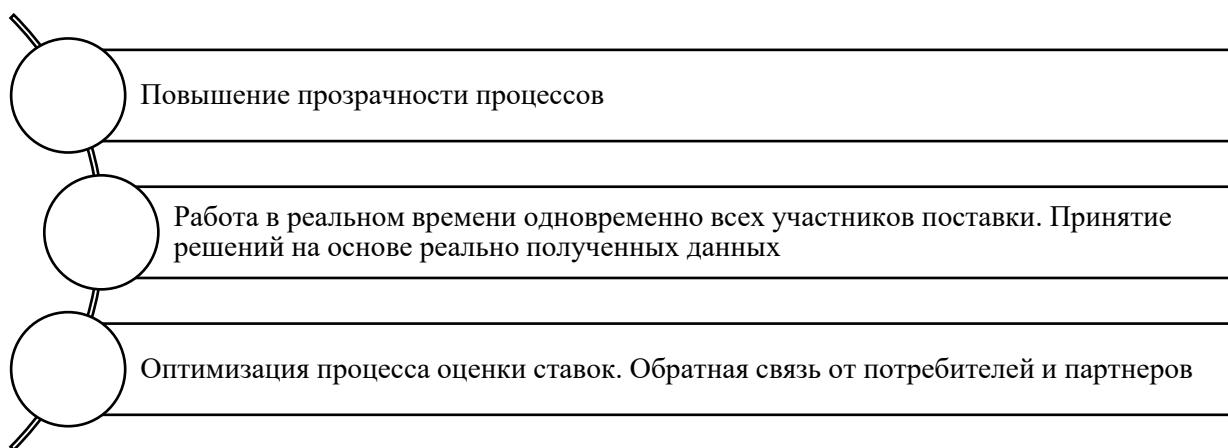 Повышение прозрачности процессов
Работа в реальном времени одновременно всех участников поставки. Принятие
решений на основе реально полученных данных
Оптимизация процесса оценки ставок. Обратная связь от потребителей и партнеров